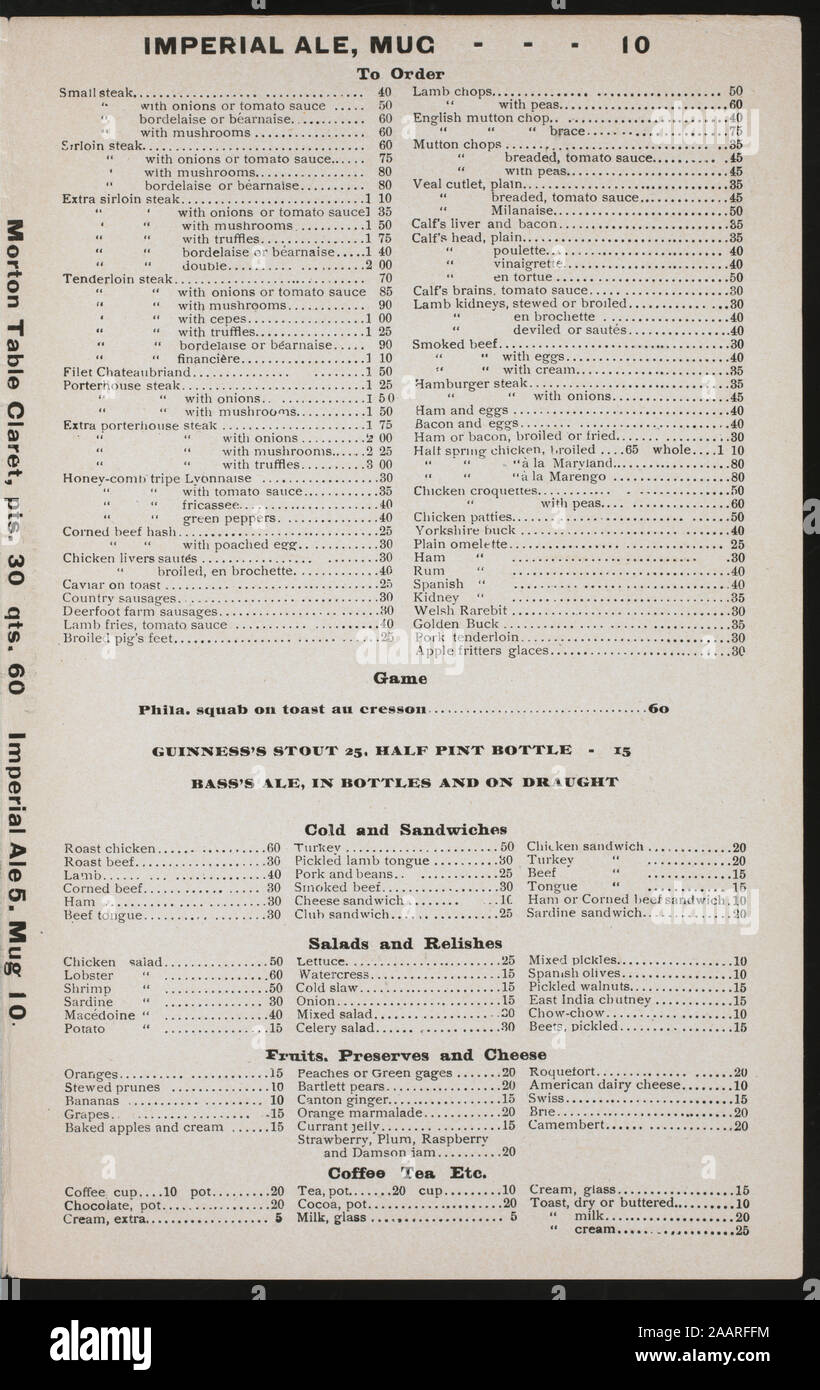 IMPERIAL ALE, MUG - - - 10
To Order
Small steak 40
" with onions or tomato sauce 50
" bordelaise or béarnaise 60
" with mushrooms 60
Sirloin steak 60
" with onions or tomato sauce 75
" with mushrooms 80
" bordelaise or béarnaise 80
Extra sirloin steak 1 10
" " with onions or tomato sauce 1 35
" " with mushrooms 1 50
" " with truffles 1 75
" " bordelaise or béarnaise 1 40
" " double 2 00
Tenderloin steak 70
" " with onions or tomato sauce 85
" " with mushrooms 90
" " with cepes 1 00
" " with truffles 1 25
" " bordelaise or béarnaise 90
" " financière 1 10
Filet Chateaubriand 1 50
Porterhouse steak 1 25
" " with onions 1 50
" " with mushrooms 1 50
Extra porterhouse steak 1 75
" " with onions 2 00
" " with mushrooms 2 25
" " with truffles 3 00
Honey-comb tripe Lyonnaise 30
" " with tomato sauce 35
" " fricassee 40
" " green peppers 40
Corned beef hash 25
" " with poached egg 30
Chicken livers sautés 30
" broiled, en brochette 40
Caviar on toast 25
Country sausages 30
Deerfoot farm sausages 30
Lamb fries, tomato sauce 40
Broiled pig's feet 25
Lamb chops 50
" with peas 60
English mutton chop 40
" " " brace 75
Mutton chops 35
" breaded, tomato sauce 45
" with peas 45
Veal cutlet, plain 35
" breaded, tomato sauce 45
" Milanaise 50
Calf's liver and bacon 35
Calf's head, plain 35
" poulette 40
" vinaigrette 40
" en tortue 50
Calf's brains, tomato sauce 30
Lamb kidneys, stewed or broiled 30
" en brochette 40
" deviled or sautés 40
Smoked beef 30
" " with eggs 40
" " with cream 35
Hamburger steak 35
" " with onions 45
Ham and eggs 40
Bacon and eggs 40
Ham or bacon, broiled or fried 30
Half spring chicken, broiled 65 whole 1 10
" " " à la Maryland 80
" " " à la Marengo 80
Chicken croquettes 50
" with peas 60
Chicken patties 50
Yorkshire buck 40
Plain omelette 25
Ham " 30
Rum " 40
Spanish " 40
Kidney " 35
Welsh Rarebit 30
Golden Buck 35
Pork tenderloin 30
Apple fritters glaces 30
Game
Phila. squab on toast au cresson 60
GUINNESS'S STOUT 25, HALF PINT BOTTLE - 15
BASS'S ALE, IN BOTTLES AND ON DRAUGHT
Cold and Sandwiches
Roast chicken 60
Roast beef 30
Lamb 40
Corned beef 30
Ham 30
Beef tongue 30
Turkey 50
Pickled lamb tongue 30
Pork and beans 25
Smoked beef 30
Cheese sandwich 10
Club sandwich 25
Chicken sandwich 20
Turkey " 20
Beef " 15
Tongue " 15
Ham or Corned beef sandwich 10
Sardine sandwich 20
Salads and Relishes
Chicken salad 50
Lobster " 60
Shrimp " 50
Sardine " 30
Macédoine " 40
Potato " 15
Lettuce 25
Watercress 15
Cold slaw 15
Onion 15
Mixed salad 30
Celery salad 30
Mixed pickles 10
Spanish olives 10
Pickled walnuts 15
East India chutney 15
Chow-chow 10
Beets, pickled 15
Fruits, Preserves and Cheese
Oranges 15
Stewed prunes 10
Bananas 10
Grapes 15
Baked apples and cream 15
Peaches or Green gages 20
Bartlett pears 20
Canton ginger 15
Orange marmalade 20
Currant jelly 15
Strawberry, Plum, Raspberry
and Damson jam 20
Roquefort 20
American dairy cheese 10
Swiss 15
Brie 20
Camembert 20
Coffee Tea Etc.
Coffee cup 10 pot 20
Chocolate, pot 20
Cream, extra 5
Tea, pot 20 cup 10
Cocoa, pot 20
Milk, glass 5
Cream, glass 15
Toast, dry or buttered 10
" milk 20
" cream 25
Morton Table Claret, pts. 30 qts. 60 Imperial Ale 5. Mug 10.
alamy
a
alamy stock photo
2AARFFM
www.alamy.com